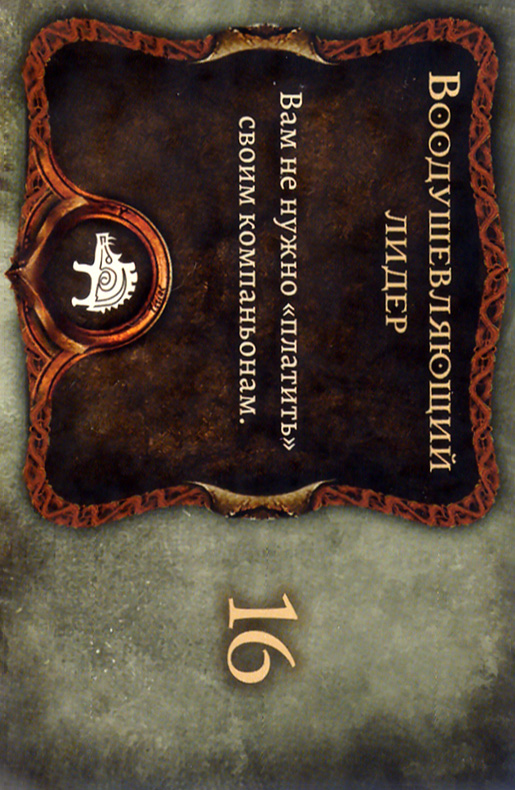 Воодушевляющий
лидер
Вам не нужно «платить»
своим компаньонам.
16